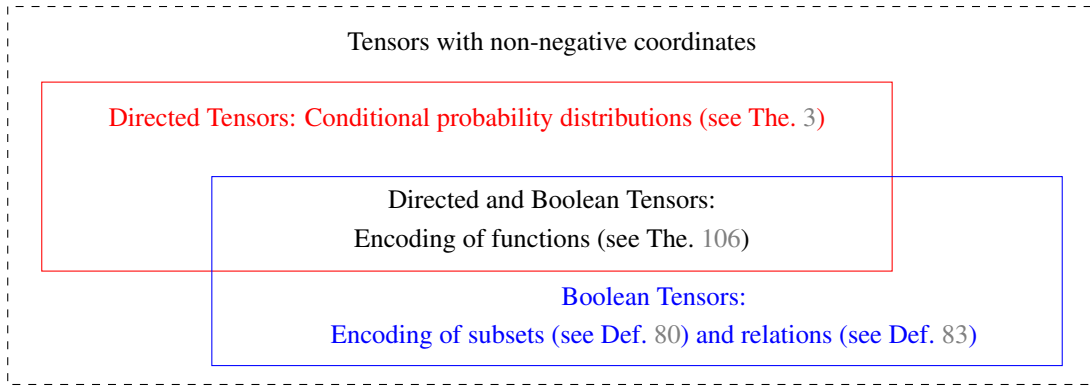 Tensors with non-negative coordinates
Directed Tensors: Conditional probability distributions (see The. 3)
Directed and Boolean Tensors:
Encoding of functions (see The. 106)
Boolean Tensors:
Encoding of subsets (see Def. 80) and relations (see Def. 83)